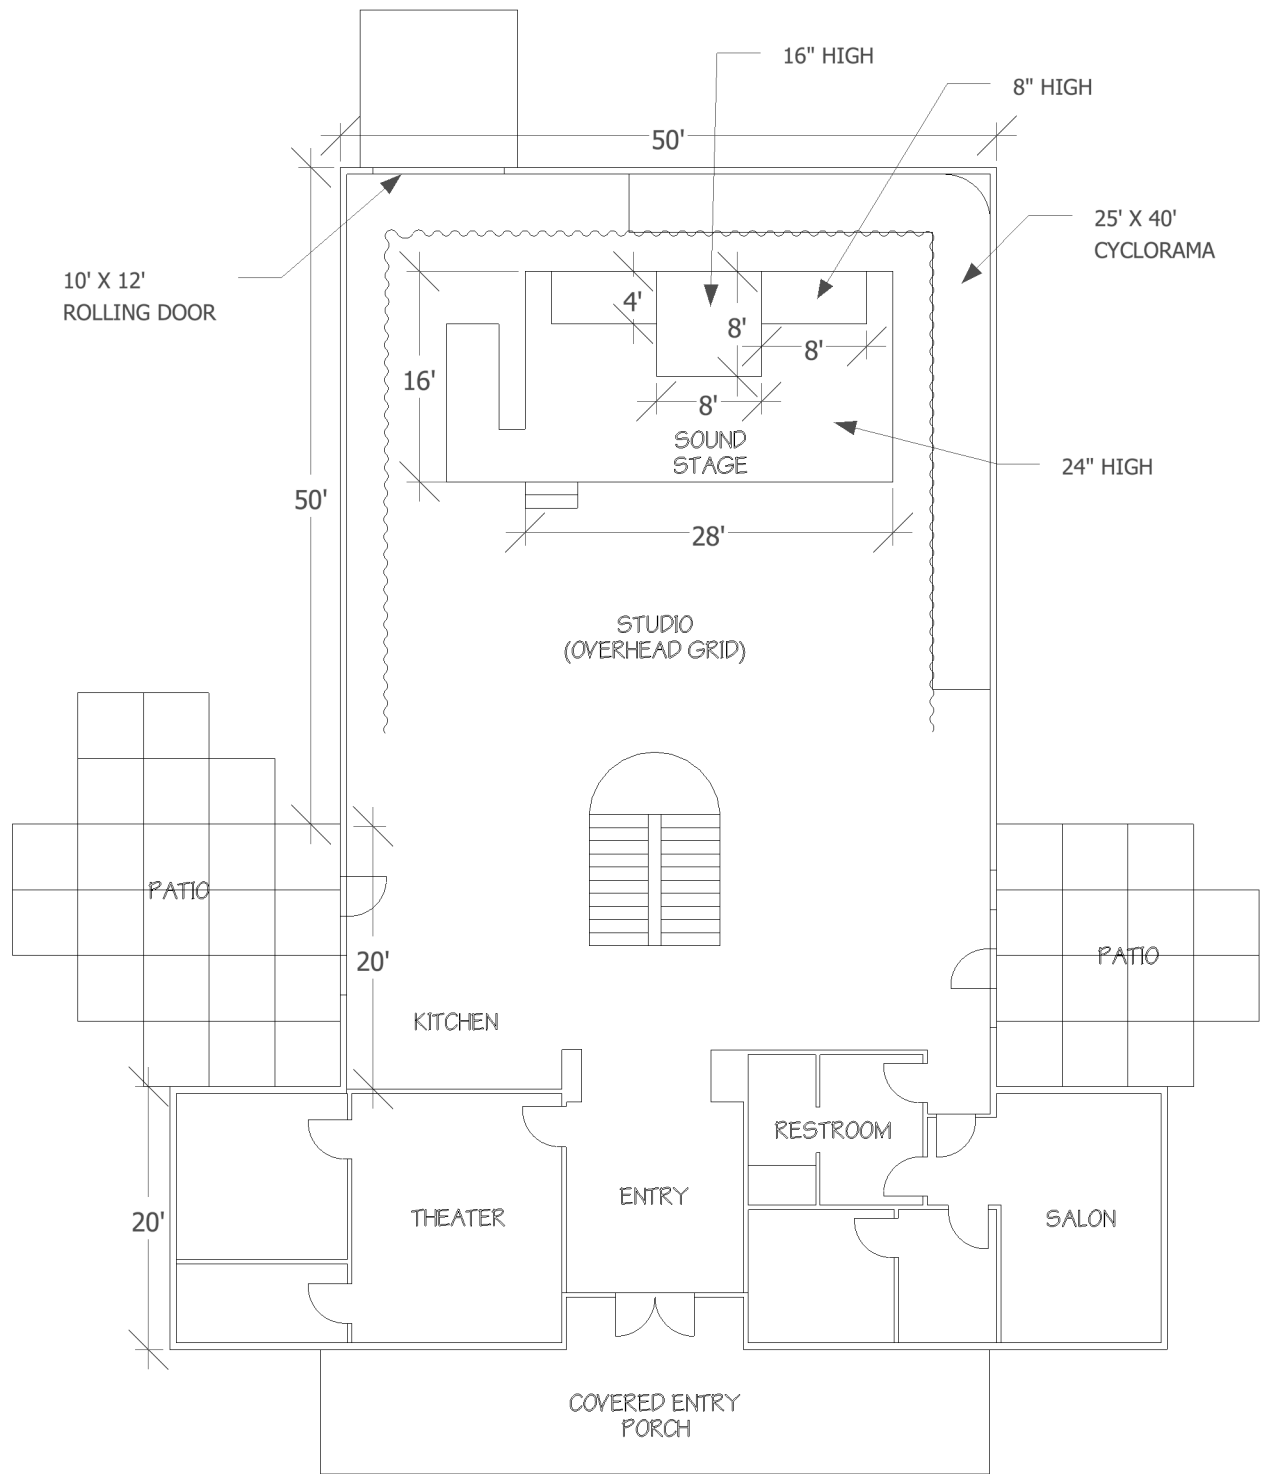 16" HIGH
8" HIGH
50'
25' X 40'
CYCLORAMA
10' X 12'
ROLLING DOOR
4'
8'
8'
16'
8'
SOUND
STAGE
24" HIGH
50'
28'
STUDIO
(OVERHEAD GRID)
PATIO
20'
PATIO
KITCHEN
RESTROOM
ENTRY
THEATER
SALON
20'
COVERED ENTRY
PORCH